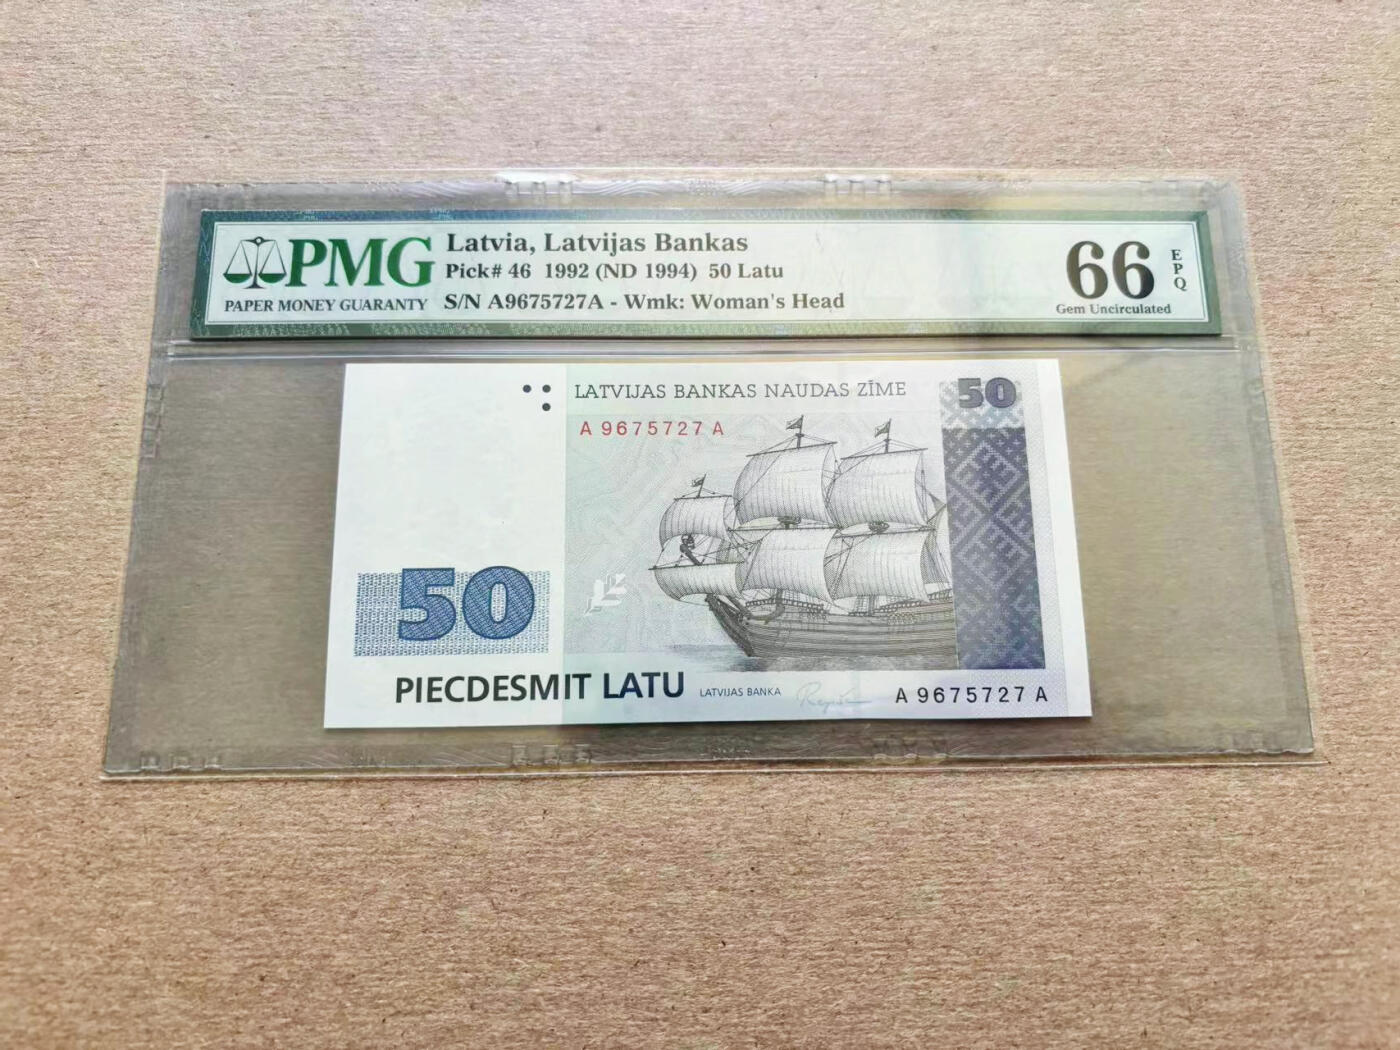 PMG
PAPER MONEY GUARANTY
Latvia, Latvijas Bankas
Pick# 46 1992 (ND 1994) 50 Latu
S/N A9675727A - Wmk: Woman's Head
66
EPQ
Gem Uncirculated
LATVIJAS BANKAS NAUDAS ZĪME
50
A 9675727 A
50
PIECDESMIT LATU
LATVIJAS BANKA
A 9675727 A